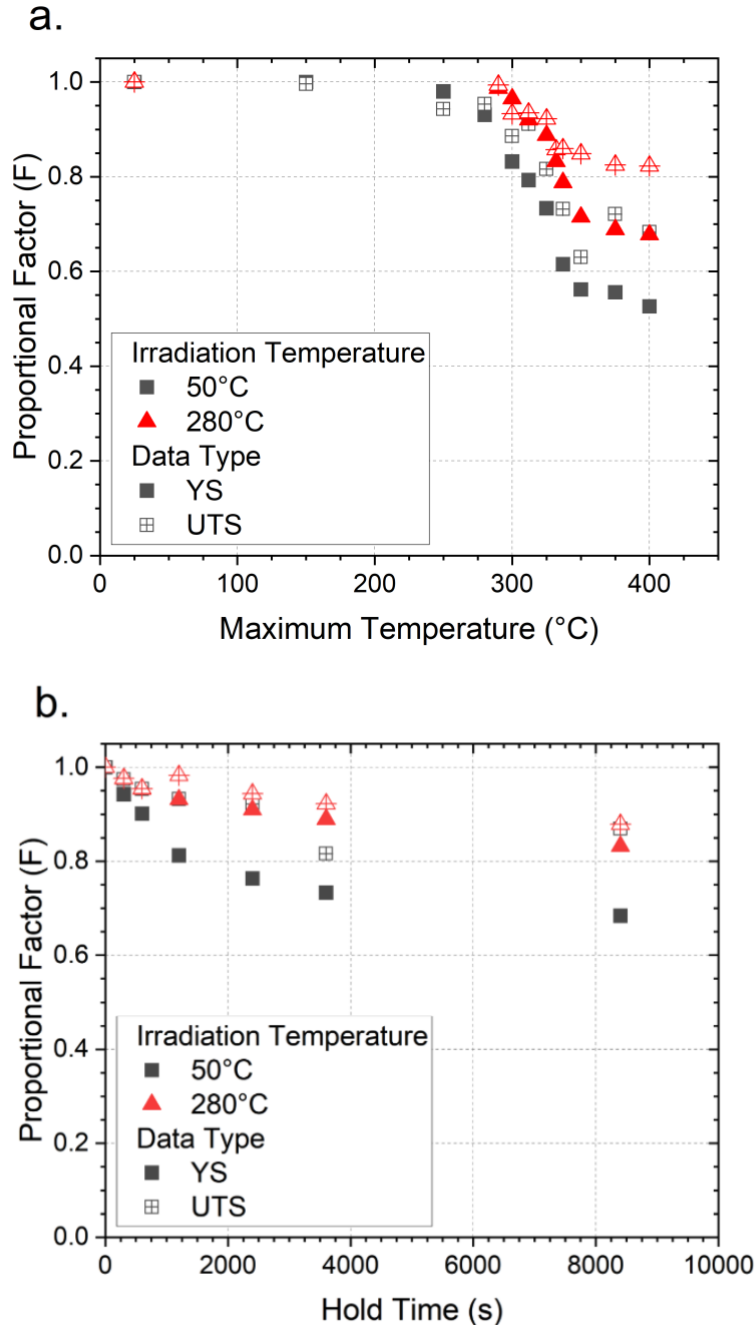 a.
Proportional Factor (F)
1.0
0.8
0.6
0.4
0.2
0.0
Irradiation Temperature
50°C
280°C
Data Type
YS
UTS
0 100 200 300 400
Maximum Temperature (°C)
b.
Proportional Factor (F)
1.0
0.8
0.6
0.4
0.2
0.0
Irradiation Temperature
50°C
280°C
Data Type
YS
UTS
0 2000 4000 6000 8000 10000
Hold Time (s)